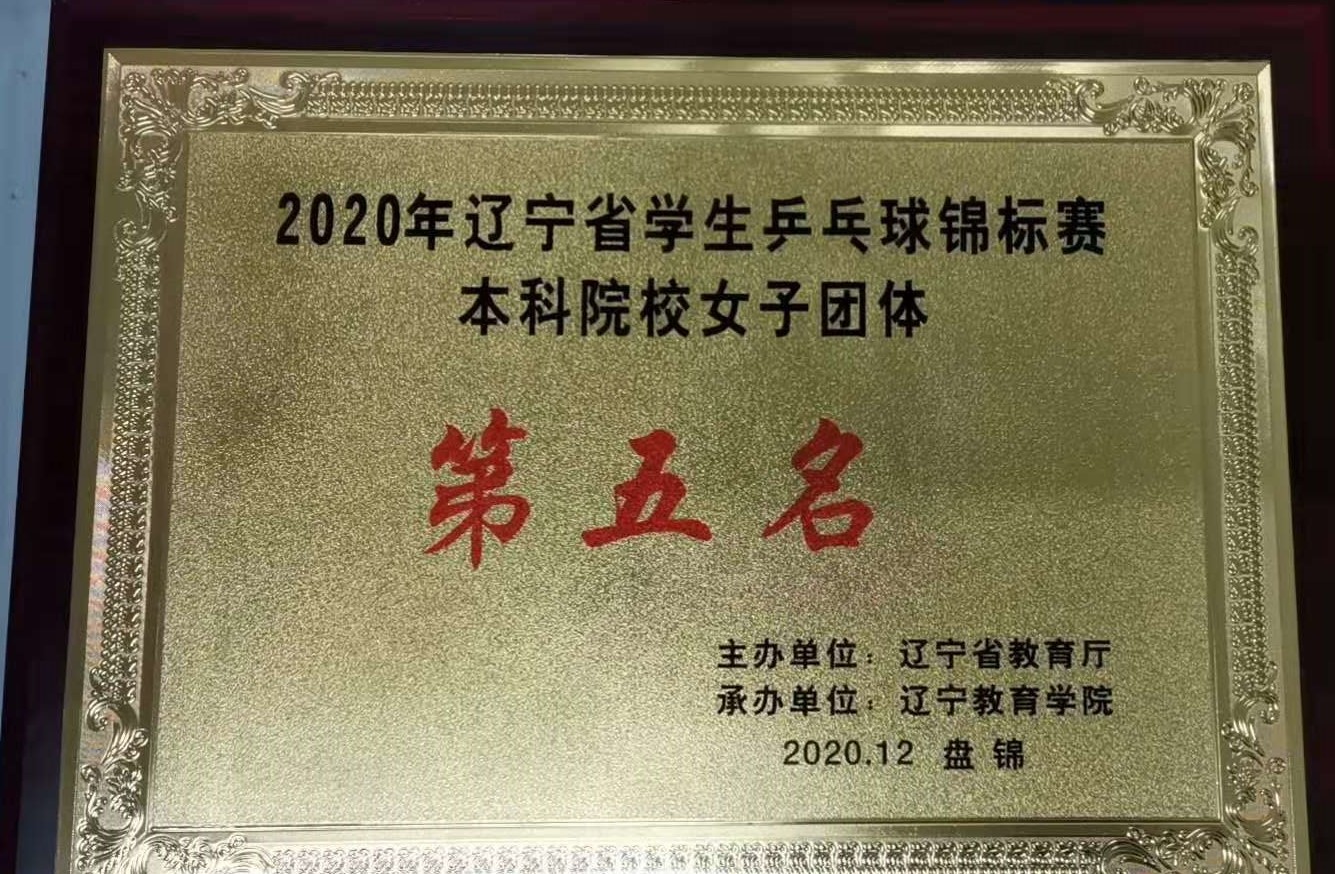 2020年辽宁省学生乒乓球锦标赛
本科院校女子团体
第五名
主办单位：辽宁省教育厅
承办单位：辽宁教育学院
2020.12 盘锦